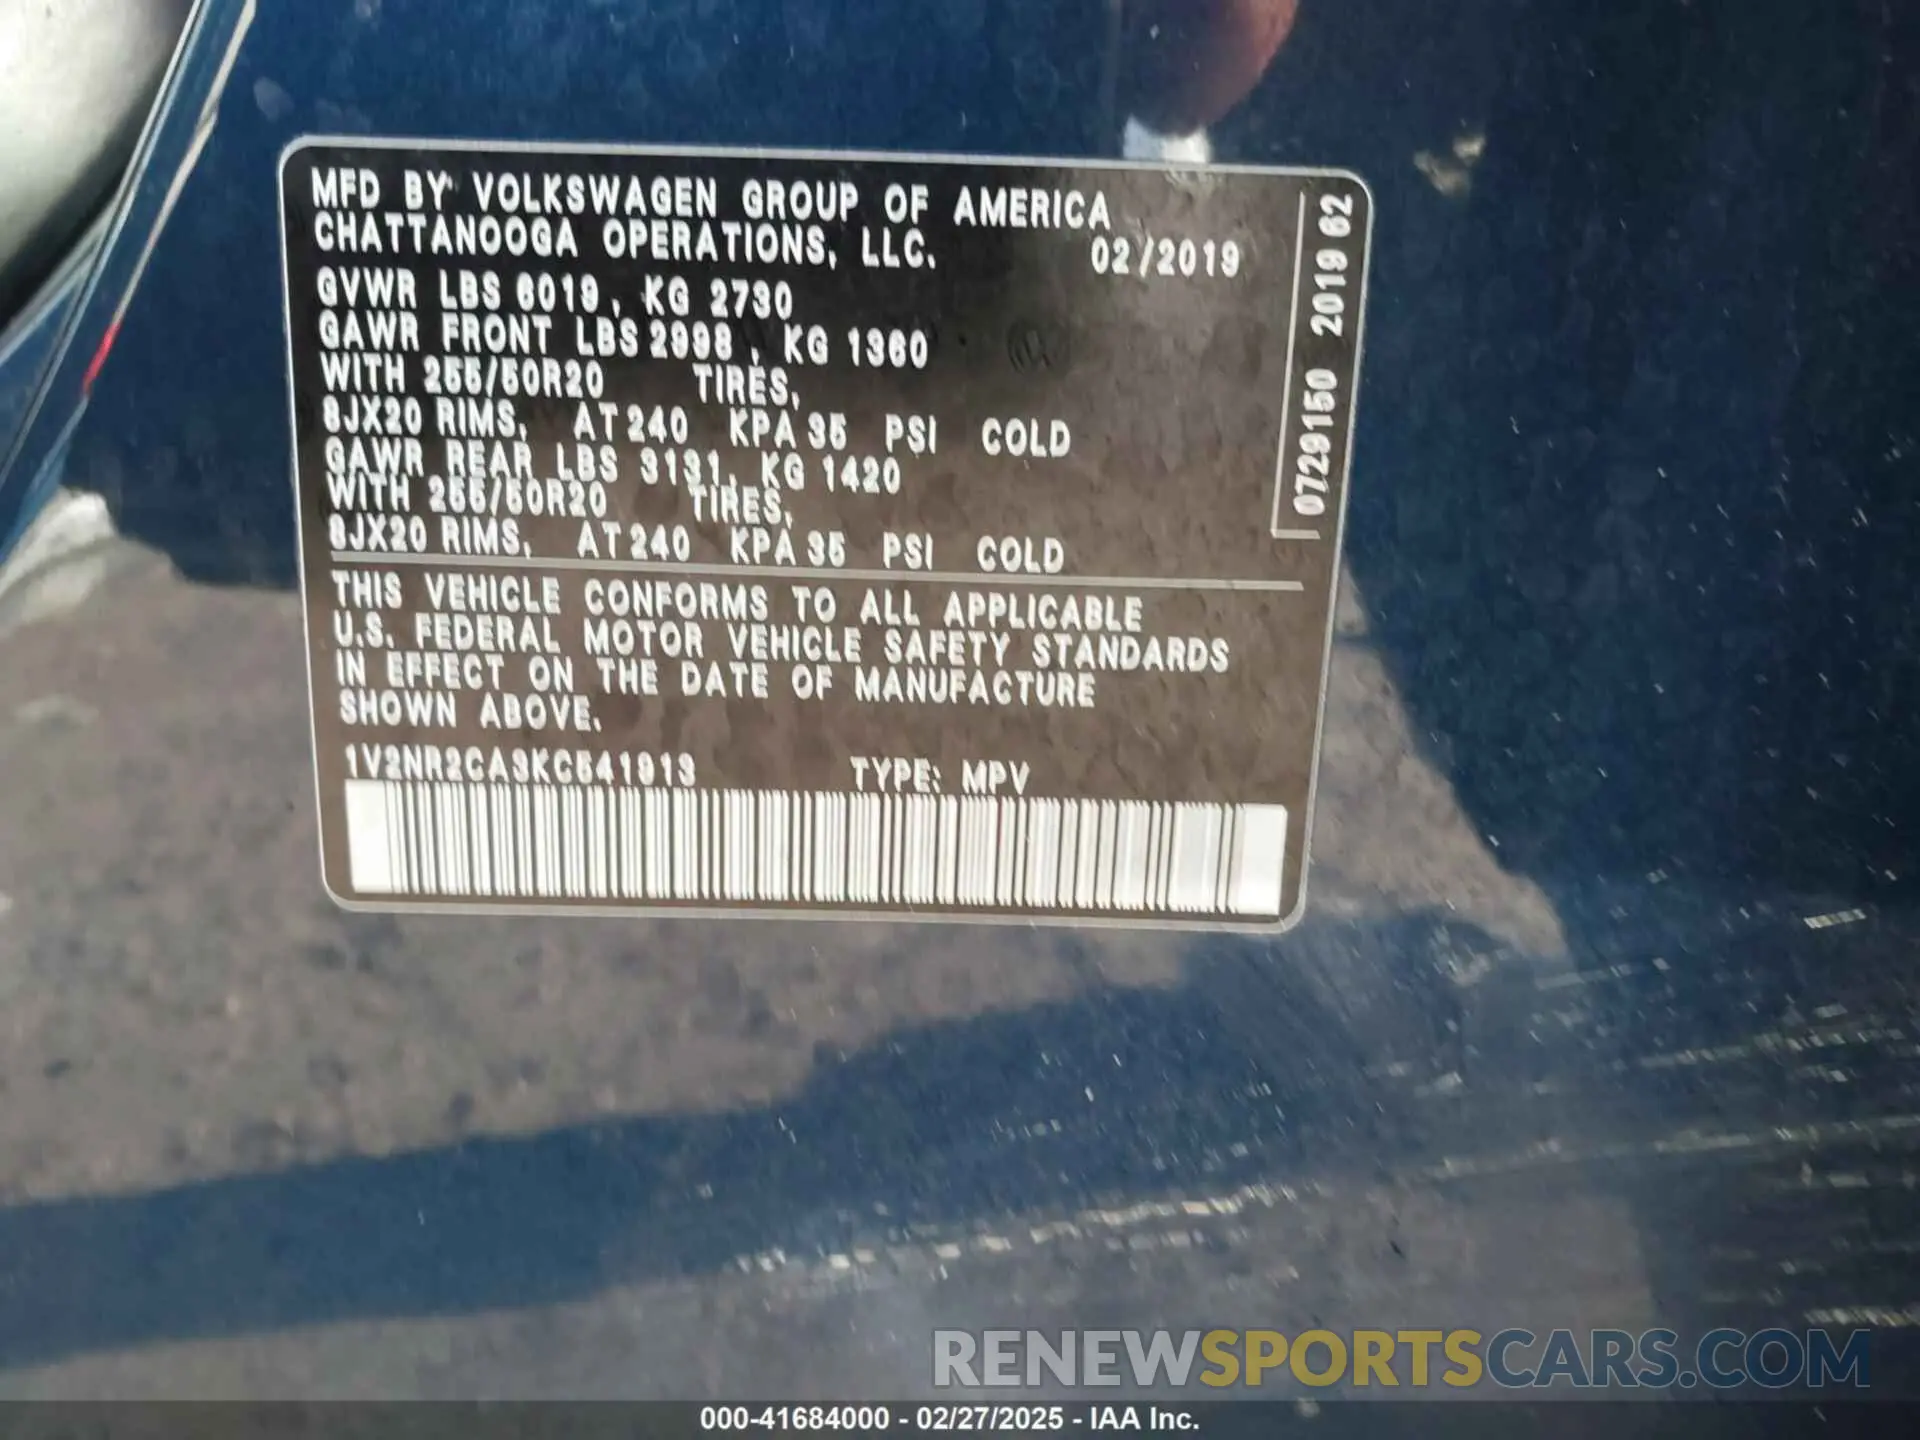 MFD BY VOLKSWAGEN GROUP OF AMERICA
CHATTANOOGA OPERATIONS, LLC.
02/2019
GVWR LBS 6019, KG 2730
GAWR FRONT LBS 2998, KG 1360
WITH 255/50R20 TIRES,
8JX20 RIMS, AT 240 KPA 35 PSI COLD
GAWR REAR LBS 3131, KG 1420
WITH 255/50R20 TIRES,
8JX20 RIMS, AT 240 KPA 35 PSI COLD
THIS VEHICLE CONFORMS TO ALL APPLICABLE
U.S. FEDERAL MOTOR VEHICLE SAFETY STANDARDS
IN EFFECT ON THE DATE OF MANUFACTURE
SHOWN ABOVE.
1V2NR2CA3KC541913 TYPE: MPV
0729150 2019 62
RENEWSPORTSCARS.COM
000-41684000 - 02/27/2025 - IAA Inc.